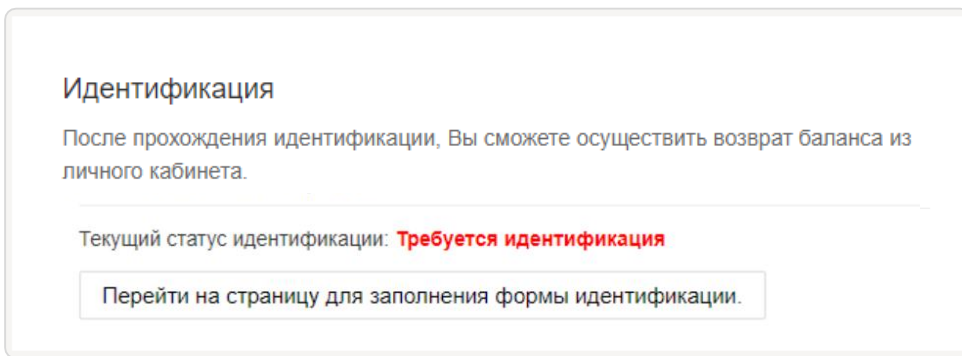 Идентификация
После прохождения идентификации, Вы сможете осуществить возврат баланса из
личного кабинета.
Текущий статус идентификации: Требуется идентификация
Перейти на страницу для заполнения формы идентификации.